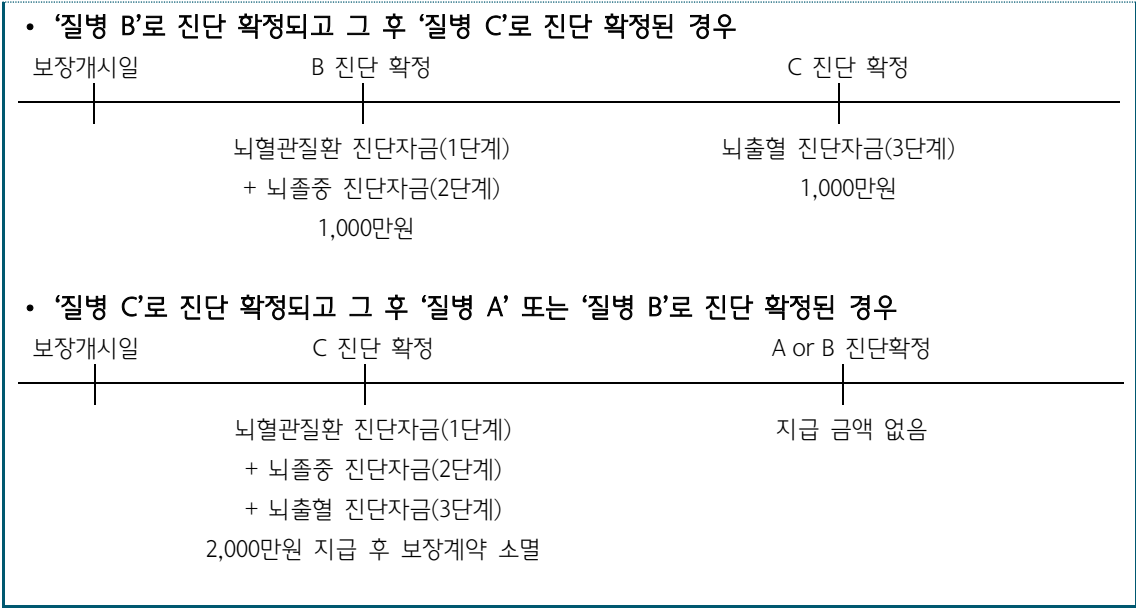 • ‘질병 B’로 진단 확정되고 그 후 ‘질병 C’로 진단 확정된 경우
보장개시일 B 진단 확정 C 진단 확정
뇌혈관질환 진단자금(1단계) 뇌출혈 진단자금(3단계)
+ 뇌졸중 진단자금(2단계) 1,000만원
1,000만원
• ‘질병 C’로 진단 확정되고 그 후 ‘질병 A’ 또는 ‘질병 B’로 진단 확정된 경우
보장개시일 C 진단 확정 A or B 진단확정
뇌혈관질환 진단자금(1단계) 지급 금액 없음
+ 뇌졸중 진단자금(2단계)
+ 뇌출혈 진단자금(3단계)
2,000만원 지급 후 보장계약 소멸